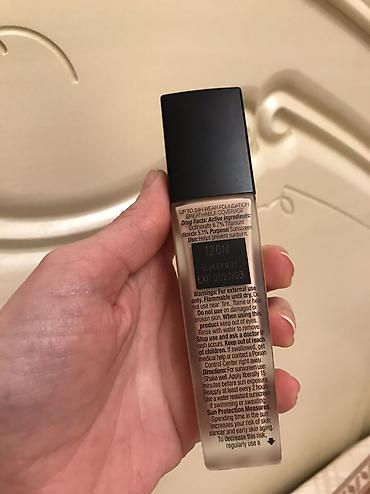 UP TO 24H WEAR FOUNDATION
BREATHABLE COVERAGE
Drug Facts: Active ingredients:
Octinoxate 6.7% Titanium
dioxide 5.1% Purpose: Sunscreen
Use: Helps prevent sunburn.
120N
EXP 2027/03
Warnings: For external use
only. Flammable until dry. Do
not use near fire, flame or heat
Do not use on damaged or
broken skin. When using this
product keep out of eyes.
Rinse with water to remove.
Stop use and ask a doctor if
rash occurs. Keep out of reach
of children. If swallowed, get
medical help or contact a Poison
Control Center right away.
Directions: For sunscreen use:
Shake well. Apply liberally 15
minutes before sun exposure.
Reapply at least every 2 hours
Use a water resistant sunscreen
if swimming or sweating.
Sun Protection Measures.
Spending time in the sun
increases your risk of skin
cancer and early skin aging.
To decrease this risk,
regularly use a